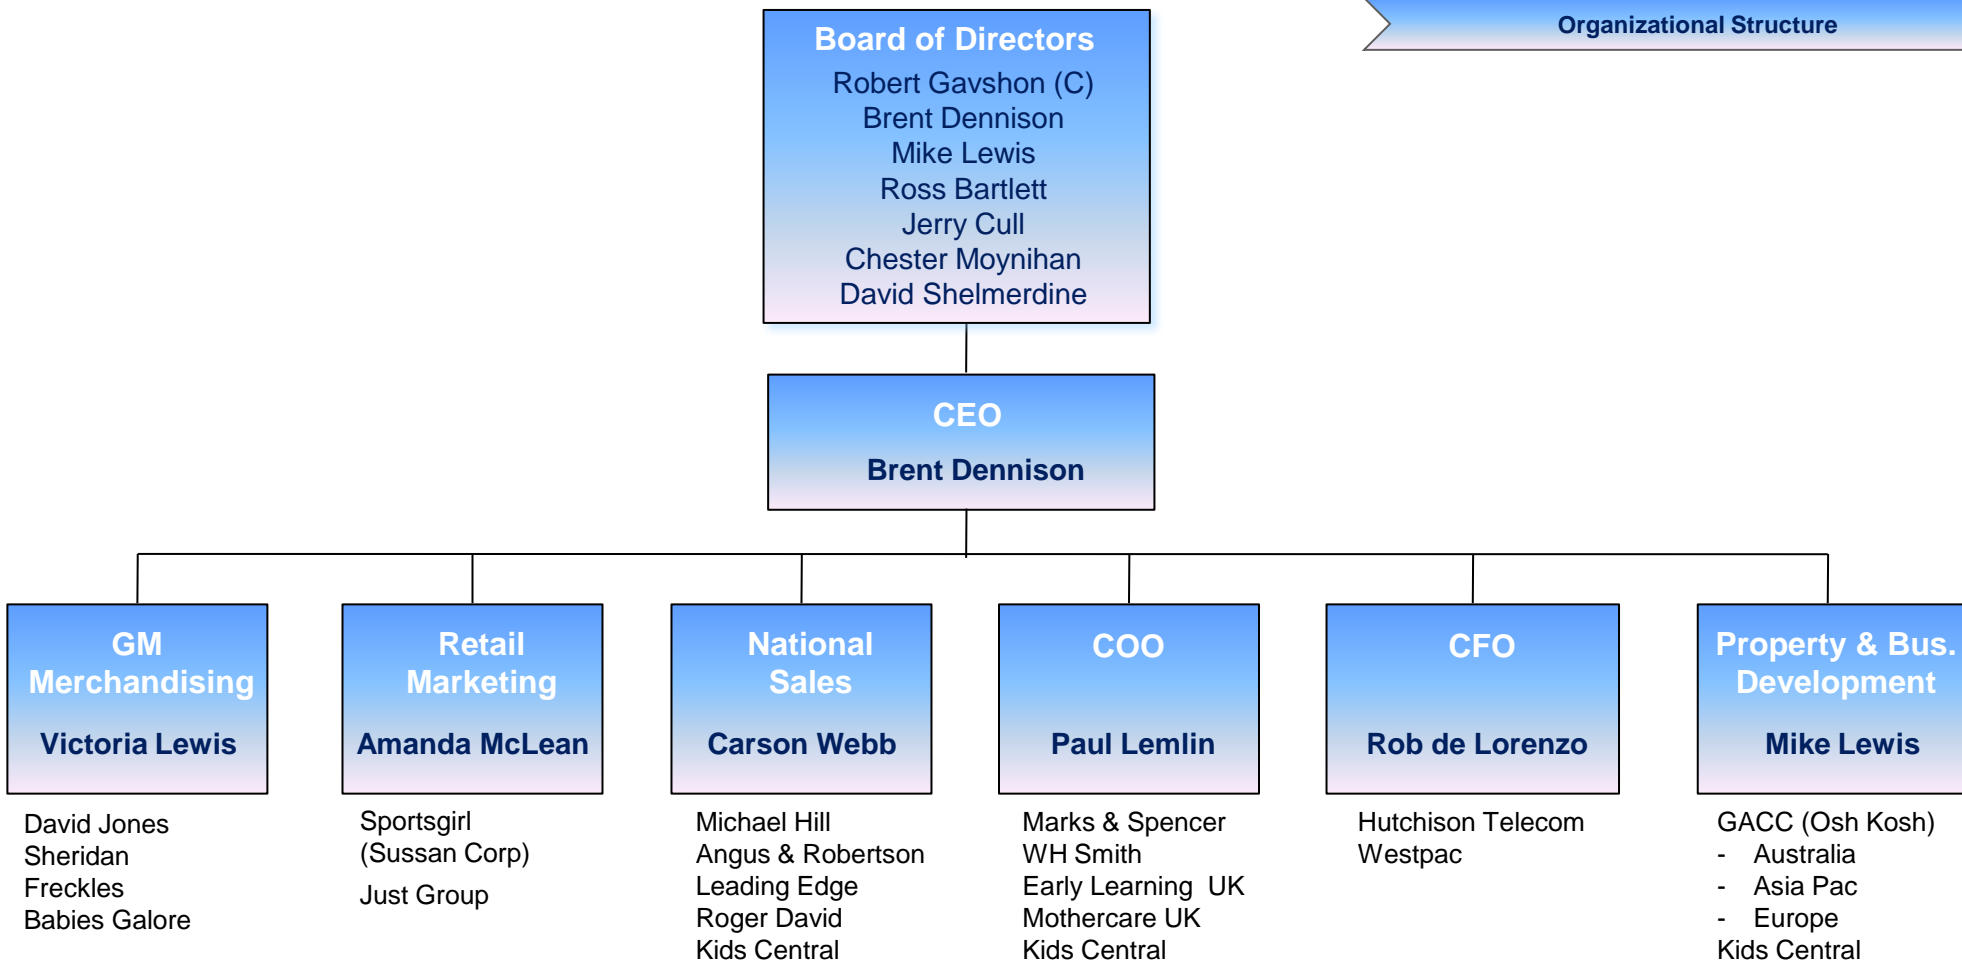 Organizational Structure
Board of Directors
Robert Gavshon (C)
Brent Dennison
Mike Lewis
Ross Bartlett
Jerry Cull
Chester Moynihan
David Shelmerdine
CEO
Brent Dennison
GM
Merchandising
Victoria Lewis
David Jones
Sheridan
Freckles
Babies Galore
Retail
Marketing
Amanda McLean
Sportsgirl
(Sussan Corp)
Just Group
National
Sales
Carson Webb
Michael Hill
Angus & Robertson
Leading Edge
Roger David
Kids Central
COO
Paul Lemlin
Marks & Spencer
WH Smith
Early Learning  UK
Mothercare UK
Kids Central
CFO
Rob de Lorenzo
Hutchison Telecom
Westpac
Property & Bus.
Development
Mike Lewis
GACC (Osh Kosh)
- Australia
- Asia Pac
- Europe
Kids Central